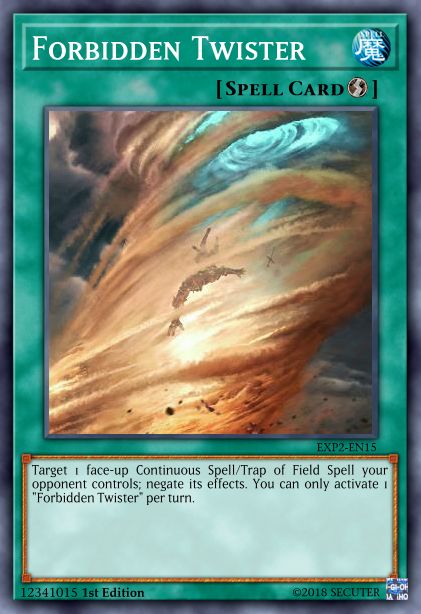 Forbidden Twister
魔
[Spell Card]
EXP2-EN15
Target 1 face-up Continuous Spell/Trap of Field Spell your
opponent controls; negate its effects. You can only activate 1
"Forbidden Twister" per turn.
12341015 1st Edition
©2018 SECUTER